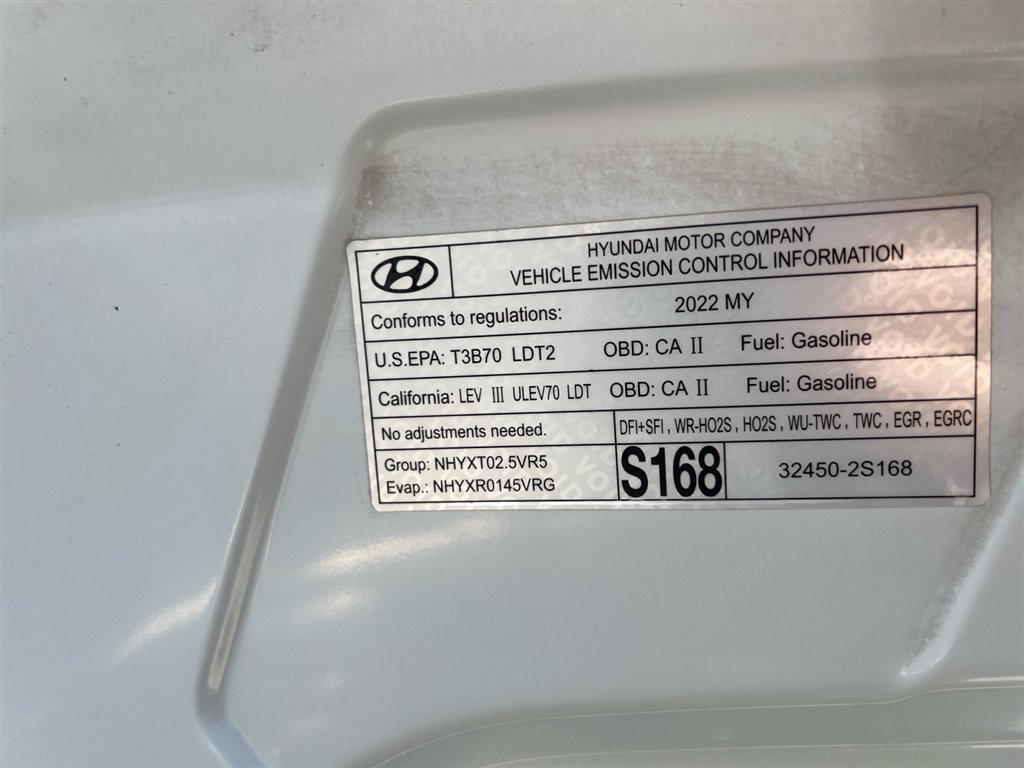 HYUNDAI MOTOR COMPANY
VEHICLE EMISSION CONTROL INFORMATION
Conforms to regulations: 2022 MY
U.S.EPA: T3B70 LDT2 OBD: CA II Fuel: Gasoline
California: LEV III ULEV70 LDT OBD: CA II Fuel: Gasoline
No adjustments needed. DFI+SFI , WR-HO2S , HO2S , WU-TWC , TWC , EGR , EGRC
Group: NHYXT02.5VR5
Evap.: NHYXR0145VRG
S168 32450-2S168